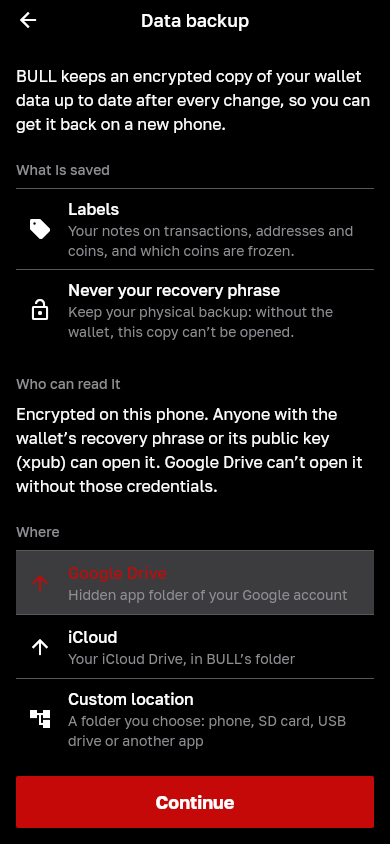 Data backup
BULL keeps an encrypted copy of your wallet
data up to date after every change, so you can
get it back on a new phone.
What is saved
Labels
Your notes on transactions, addresses and
coins, and which coins are frozen.
Never your recovery phrase
Keep your physical backup: without the
wallet, this copy can’t be opened.
Who can read it
Encrypted on this phone. Anyone with the
wallet’s recovery phrase or its public key
(xpub) can open it. Google Drive can’t open it
without those credentials.
Where
Google Drive
Hidden app folder of your Google account
iCloud
Your iCloud Drive, in BULL’s folder
Custom location
A folder you choose: phone, SD card, USB
drive or another app
Continue